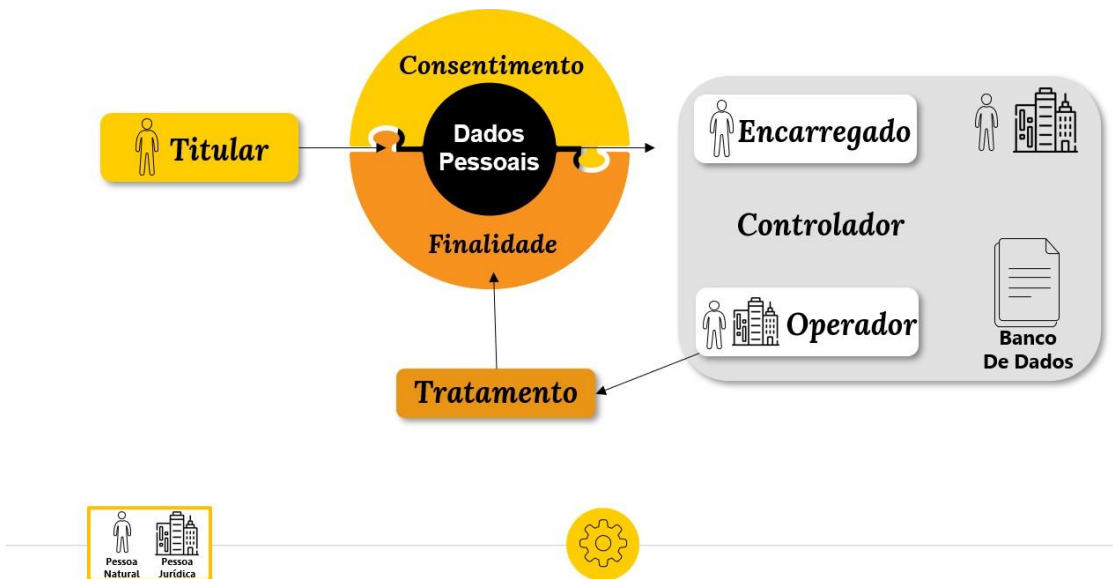 Consentimento
Titular
Dados
Pessoais
Finalidade
Encarregado
Controlador
Operador
Banco
De Dados
Tratamento
Pessoa
Natural
Pessoa
Jurídica